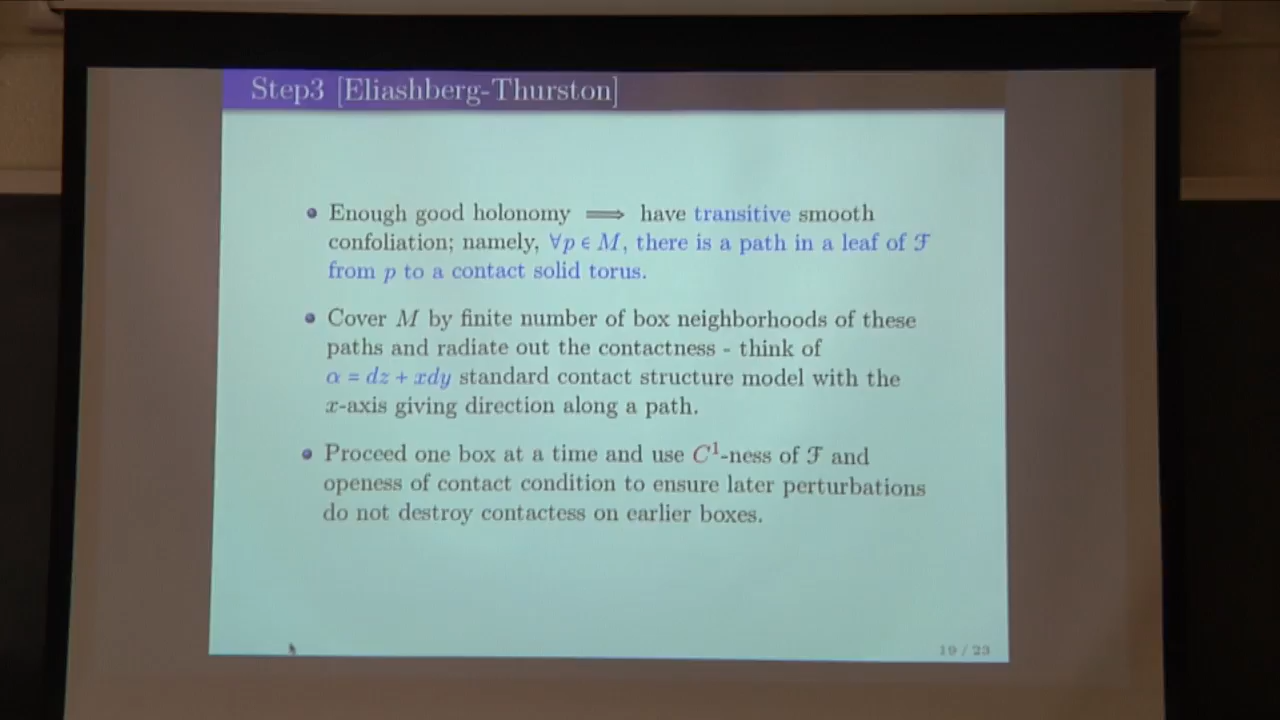 Step3 [Eliashberg-Thurston]
Enough good holonomy ⟹ have transitive smooth
confoliation; namely, ∀p ∈ M, there is a path in a leaf of ℱ
from p to a contact solid torus.
Cover M by finite number of box neighborhoods of these
paths and radiate out the contactness - think of
α = dz + xdy standard contact structure model with the
x-axis giving direction along a path.
Proceed one box at a time and use C¹-ness of ℱ and
openess of contact condition to ensure later perturbations
do not destroy contactess on earlier boxes.
19 / 23